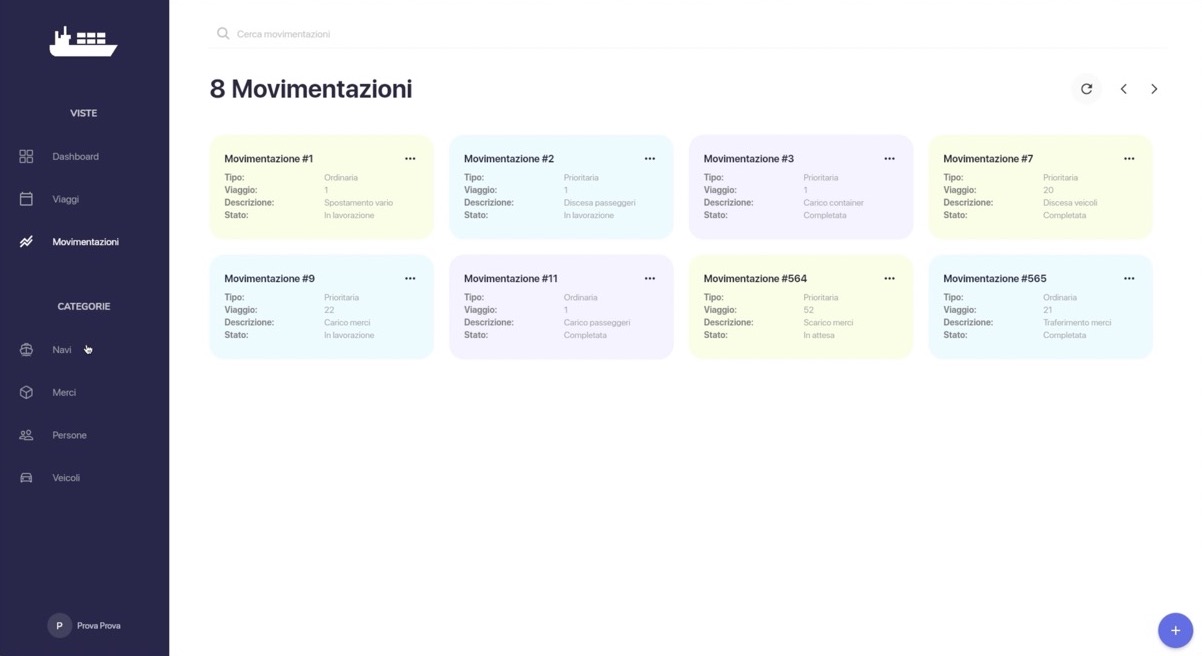 VISTE
Dashboard
Viaggi
Movimentazioni
CATEGORIE
Navi
Merci
Persone
Veicoli
P Prova Prova
Cerca movimentazioni
8 Movimentazioni
Movimentazione #1
Tipo: Ordinaria
Viaggio: 1
Descrizione: Spostamento vario
Stato: In lavorazione
Movimentazione #2
Tipo: Prioritaria
Viaggio: 1
Descrizione: Discesa passeggeri
Stato: In lavorazione
Movimentazione #3
Tipo: Prioritaria
Viaggio: 1
Descrizione: Carico container
Stato: Completata
Movimentazione #7
Tipo: Prioritaria
Viaggio: 20
Descrizione: Discesa veicoli
Stato: Completata
Movimentazione #9
Tipo: Prioritaria
Viaggio: 22
Descrizione: Carico merci
Stato: In lavorazione
Movimentazione #11
Tipo: Ordinaria
Viaggio: 1
Descrizione: Carico passeggeri
Stato: Completata
Movimentazione #564
Tipo: Prioritaria
Viaggio: 52
Descrizione: Scarico merci
Stato: In attesa
Movimentazione #565
Tipo: Ordinaria
Viaggio: 21
Descrizione: Traferimento merci
Stato: Completata